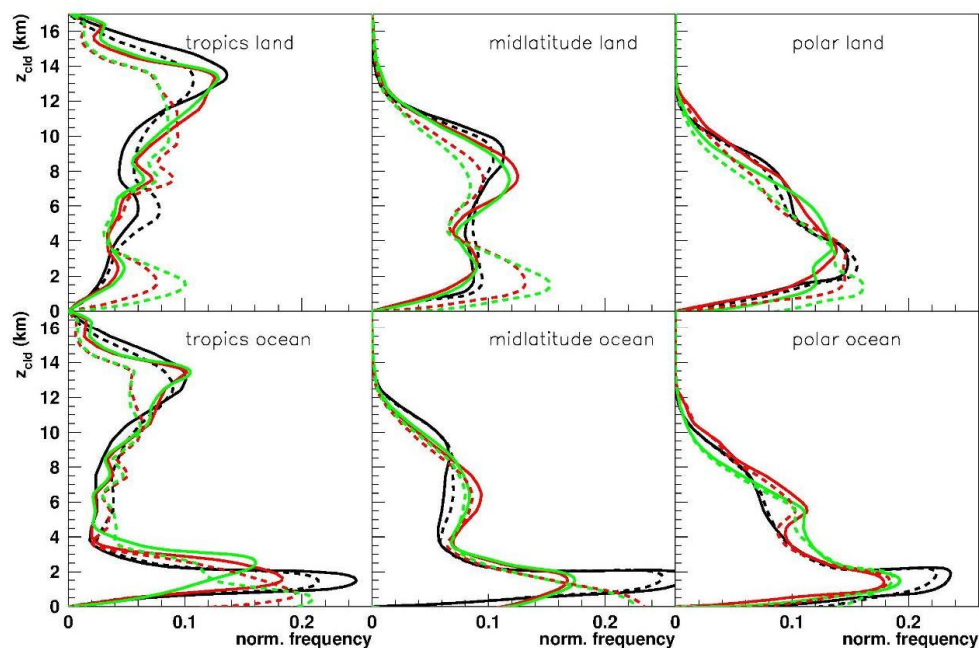 z_cld (km)
tropics land
midlatitude land
polar land
16
14
12
10
8
6
4
2
0
z_cld (km)
tropics ocean
midlatitude ocean
polar ocean
16
14
12
10
8
6
4
2
0
0 0.1 0.2 0 0.1 0.2 0 0.1 0.2
norm. frequency norm. frequency norm. frequency